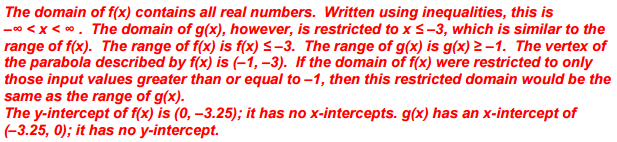 The domain of f(x) contains all real numbers.  Written using inequalities, this is
–∞ < x < ∞ .  The domain of g(x), however, is restricted to x ≤ –3, which is similar to the
range of f(x).  The range of f(x) is f(x) ≤ –3.  The range of g(x) is g(x) ≥ –1.  The vertex of
the parabola described by f(x) is (–1, –3).  If the domain of f(x) were restricted to only
those input values greater than or equal to –1, then this restricted domain would be the
same as the range of g(x).
The y-intercept of f(x) is (0, –3.25); it has no x-intercepts. g(x) has an x-intercept of
(–3.25, 0); it has no y-intercept.